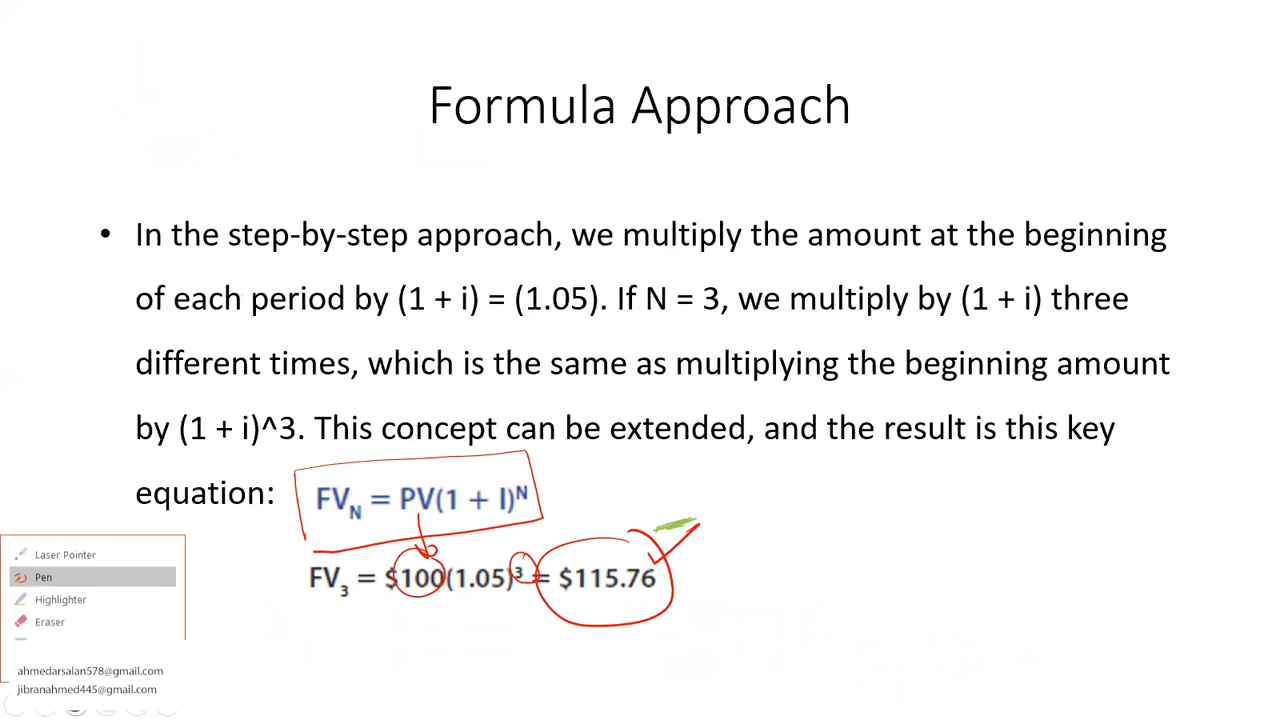 Formula Approach
• In the step-by-step approach, we multiply the amount at the beginning
of each period by (1 + i) = (1.05). If N = 3, we multiply by (1 + i) three
different times, which is the same as multiplying the beginning amount
by (1 + i)^3. This concept can be extended, and the result is this key
equation: FV_N = PV(1 + I)^N
FV_3 = $100(1.05)^3 = $115.76
Laser Pointer
Pen
Highlighter
Eraser
ahmedarsalan578@gmail.com
jibranahmed445@gmail.com